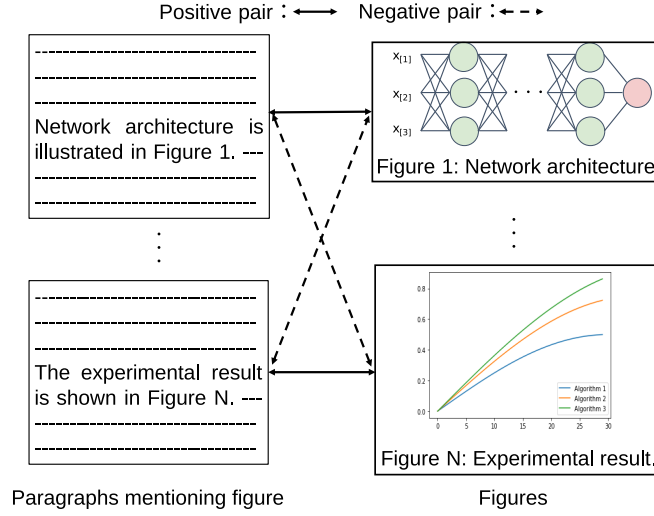 Positive pair :
Negative pair :
Network architecture is
illustrated in Figure 1. ---
x[1]
x[2]
x[3]
Figure 1: Network architecture
The experimental result
is shown in Figure N. ---
0.8
0.6
0.4
0.2
0.0
0 5 10 15 20 25 30
Algorithm 1
Algorithm 2
Algorithm 3
Figure N: Experimental result.
Paragraphs mentioning figure
Figures